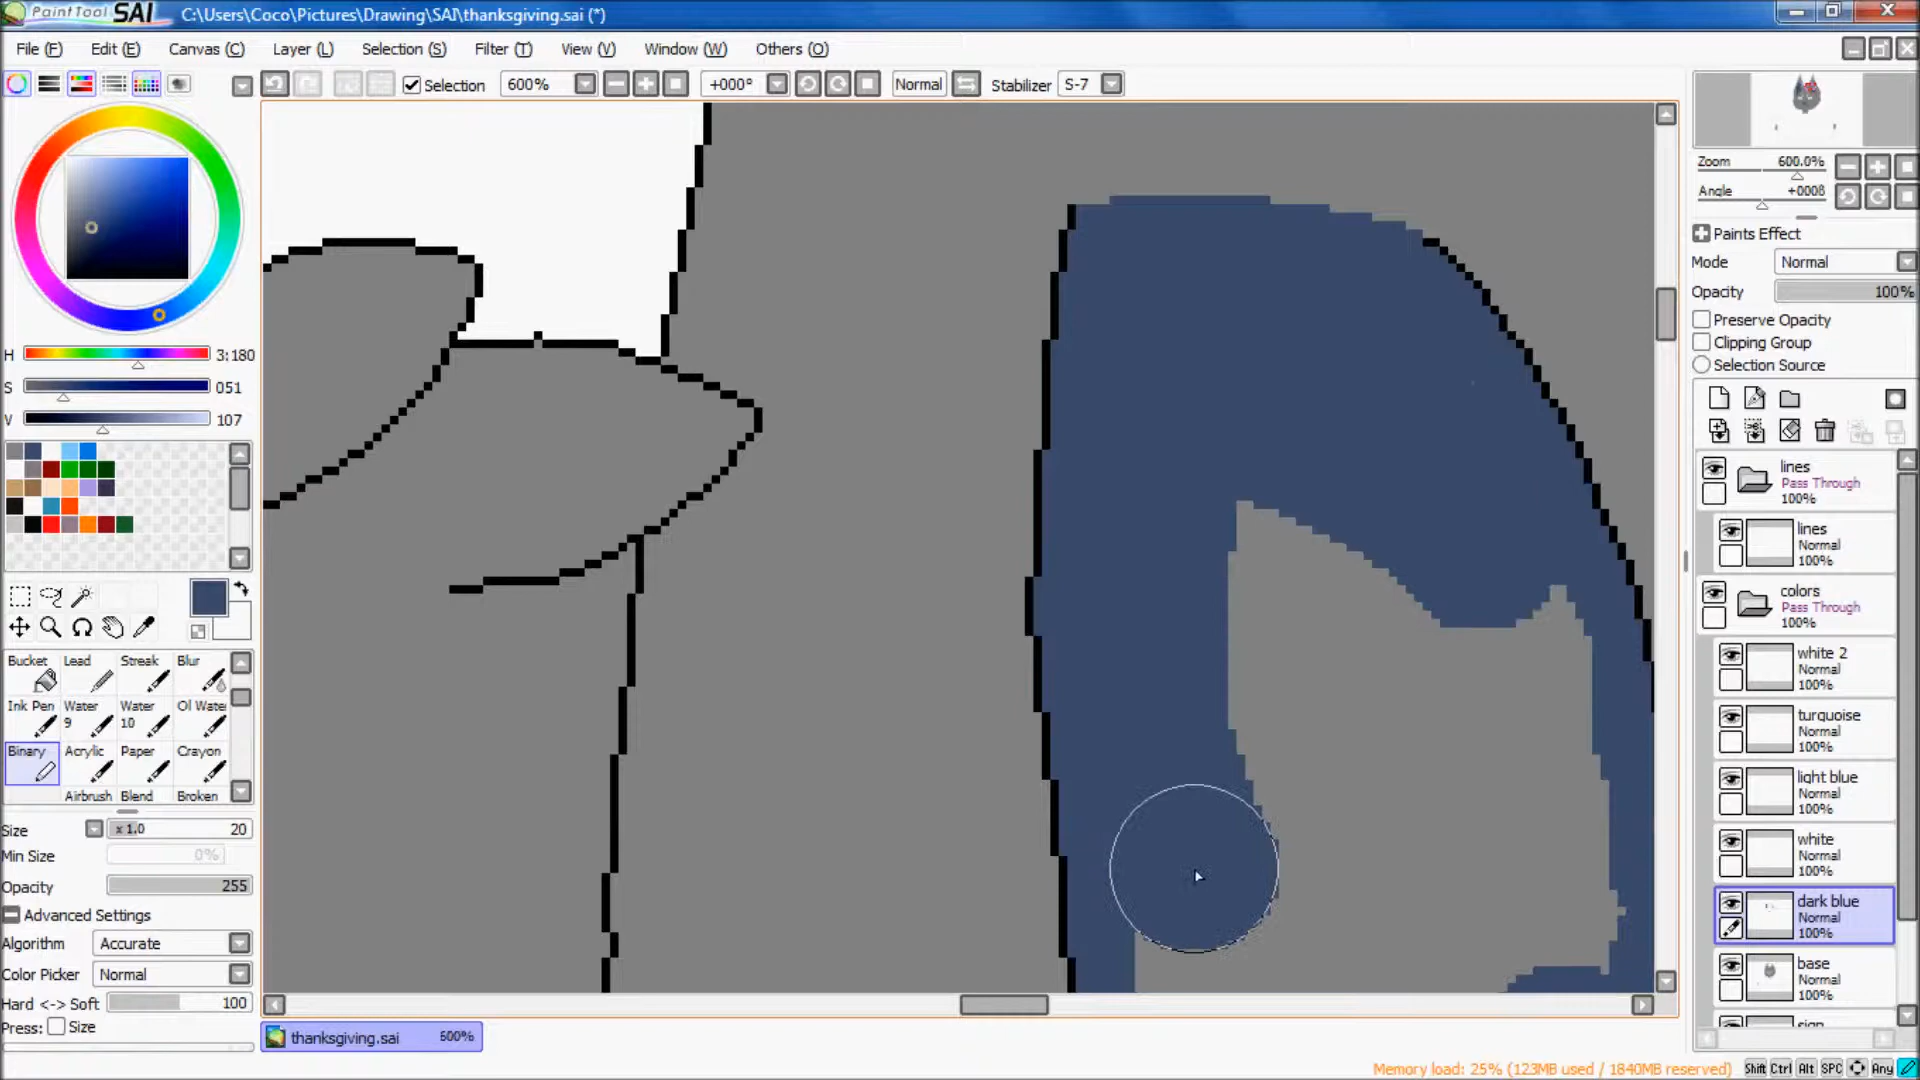 PaintTool SAI C:\Users\Coco\Pictures\Drawing\SAI\thanksgiving.sai (*)
File (F) Edit (E) Canvas (C) Layer (L) Selection (S) Filter (T) View (V) Window (W) Others (O)
Selection 600% +000° Normal Stabilizer S-7
Zoom 600.0%
Angle +000
Paints Effect
Mode Normal
Opacity 100%
Preserve Opacity
Clipping Group
Selection Source
H 3:180
S 051
V 107
lines
Pass Through
100%
lines
Normal
100%
colors
Pass Through
100%
white 2
Normal
100%
turquoise
Normal
100%
light blue
Normal
100%
white
Normal
100%
dark blue
Normal
100%
base
Normal
100%
Bucket Lead Streak Blur
Ink Pen Water 9 Water 10 Ol Wate
Binary Acrylic Paper Crayon
Airbrush Blend Broken
Size x 1.0 20
Min Size 0%
Opacity 255
Advanced Settings
Algorithm Accurate
Color Picker Normal
Hard <-> Soft 100
Press: Size
thanksgiving.sai 600%
Memory load: 25% (123MB used / 1840MB reserved) Shift Ctrl Alt SPC Any